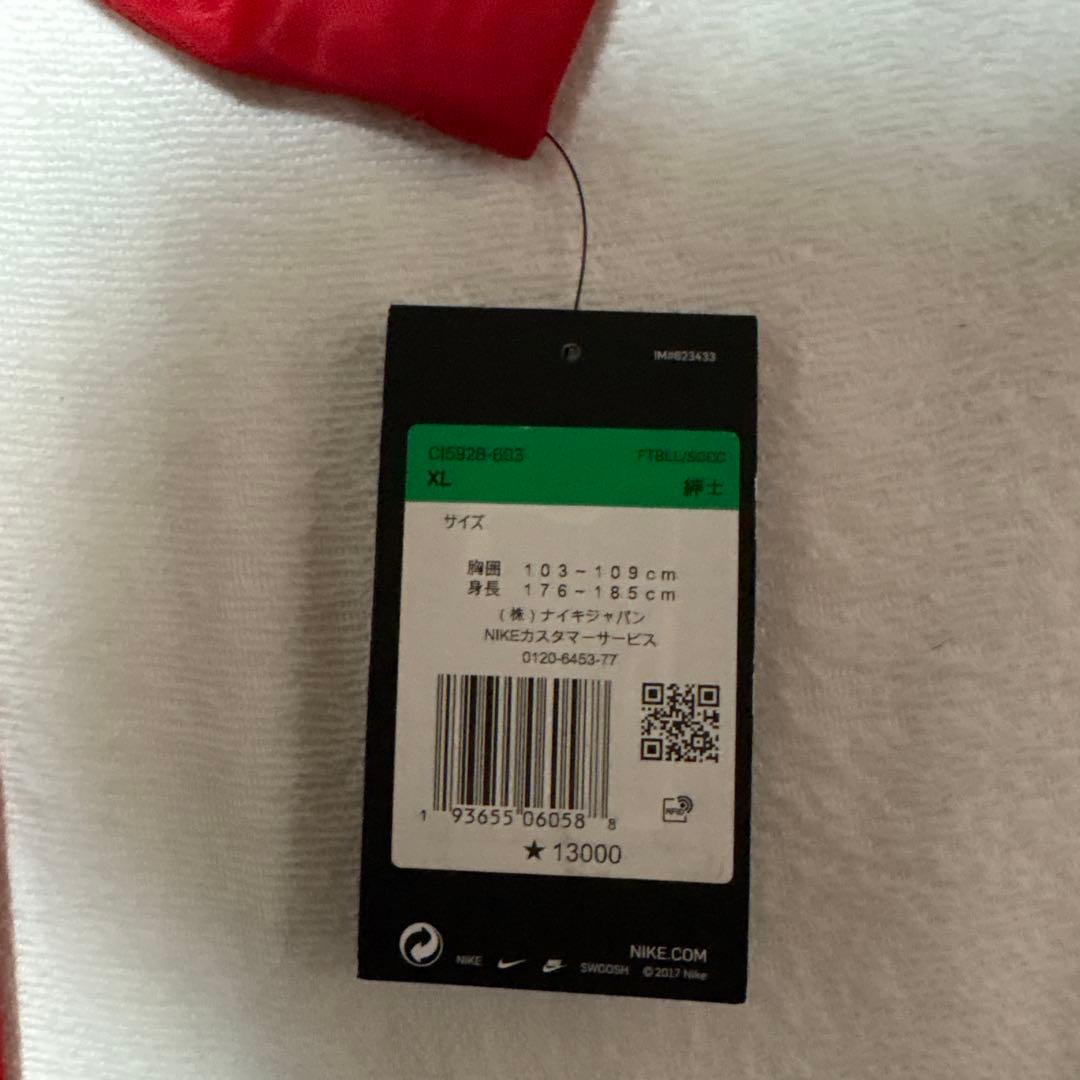 IM#823433
CI5928-603 FTBLL/SOCC
XL 紳士
サイズ
胸囲 103~109cm
身長 176~185cm
(株)ナイキジャパン
NIKEカスタマーサービス
0120-6453-77
RFID
1 93655 06058 8
★13000
NIKE.COM
NIKE SWOOSH ©2017 Nike